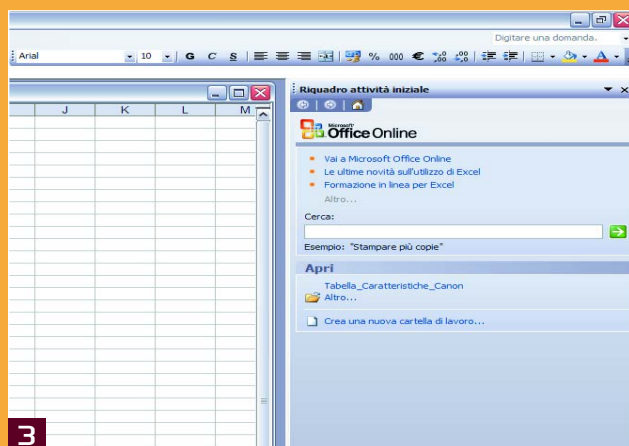 Digitare una domanda.
Arial 10 G C S % 000 € ,00
J K L M
Riquadro attività iniziale
Microsoft
Office Online
Vai a Microsoft Office Online
Le ultime novità sull'utilizzo di Excel
Formazione in linea per Excel
Altro...
Cerca:
Esempio: "Stampare più copie"
Apri
Tabella_Caratteristiche_Canon
Altro...
Crea una nuova cartella di lavoro...
3